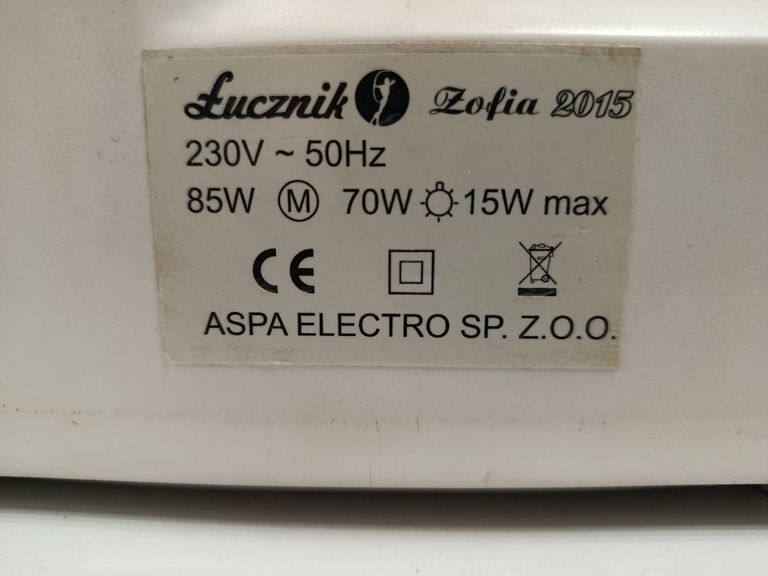 Łucznik Zofia 2015
230V ~ 50Hz
85W M 70W 15W max
CE
ASPA ELECTRO SP. Z.O.O.